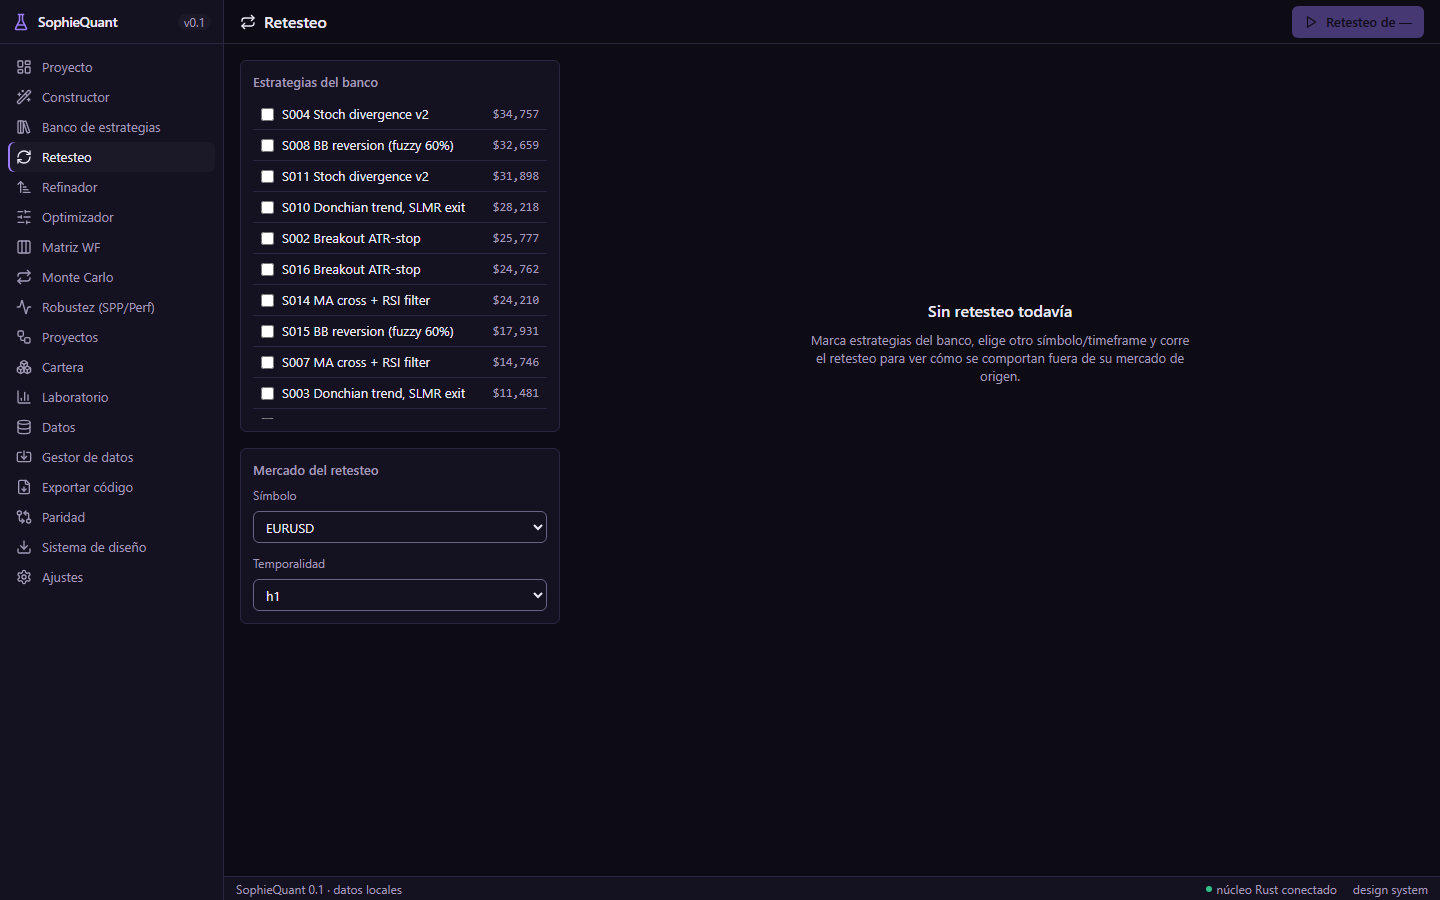 SophieQuant v0.1
Proyecto
Constructor
Banco de estrategias
Retesteo
Refinador
Optimizador
Matriz WF
Monte Carlo
Robustez (SPP/Perf)
Proyectos
Cartera
Laboratorio
Datos
Gestor de datos
Exportar código
Paridad
Sistema de diseño
Ajustes
Retesteo
Retesteo de —
Estrategias del banco
S004 Stoch divergence v2 $34,757
S008 BB reversion (fuzzy 60%) $32,659
S011 Stoch divergence v2 $31,898
S010 Donchian trend, SLMR exit $28,218
S002 Breakout ATR-stop $25,777
S016 Breakout ATR-stop $24,762
S014 MA cross + RSI filter $24,210
S015 BB reversion (fuzzy 60%) $17,931
S007 MA cross + RSI filter $14,746
S003 Donchian trend, SLMR exit $11,481
Mercado del retesteo
Símbolo
EURUSD
Temporalidad
h1
Sin retesteo todavía
Marca estrategias del banco, elige otro símbolo/timeframe y corre
el retesteo para ver cómo se comportan fuera de su mercado de
origen.
SophieQuant 0.1 · datos locales
núcleo Rust conectado
design system